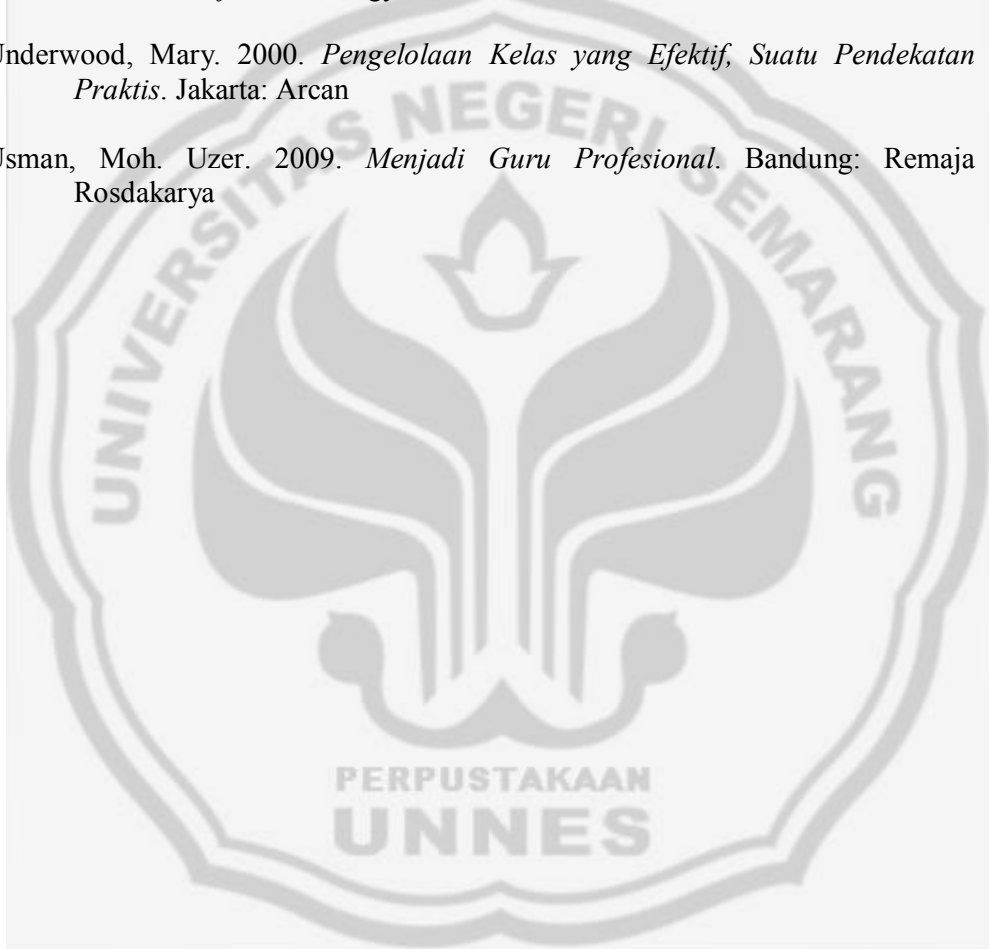 Underwood, Mary. 2000. Pengelolaan Kelas yang Efektif, Suatu Pendekatan
Praktis. Jakarta: Arcan
Usman, Moh. Uzer. 2009. Menjadi Guru Profesional. Bandung: Remaja
Rosdakarya
UNIVERSITAS NEGERI SEMARANG
PERPUSTAKAAN
UNNES